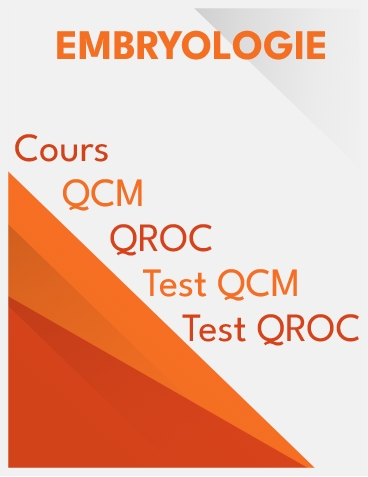 EMBRYOLOGIE
Cours
QCM
QROC
Test QCM
Test QROC